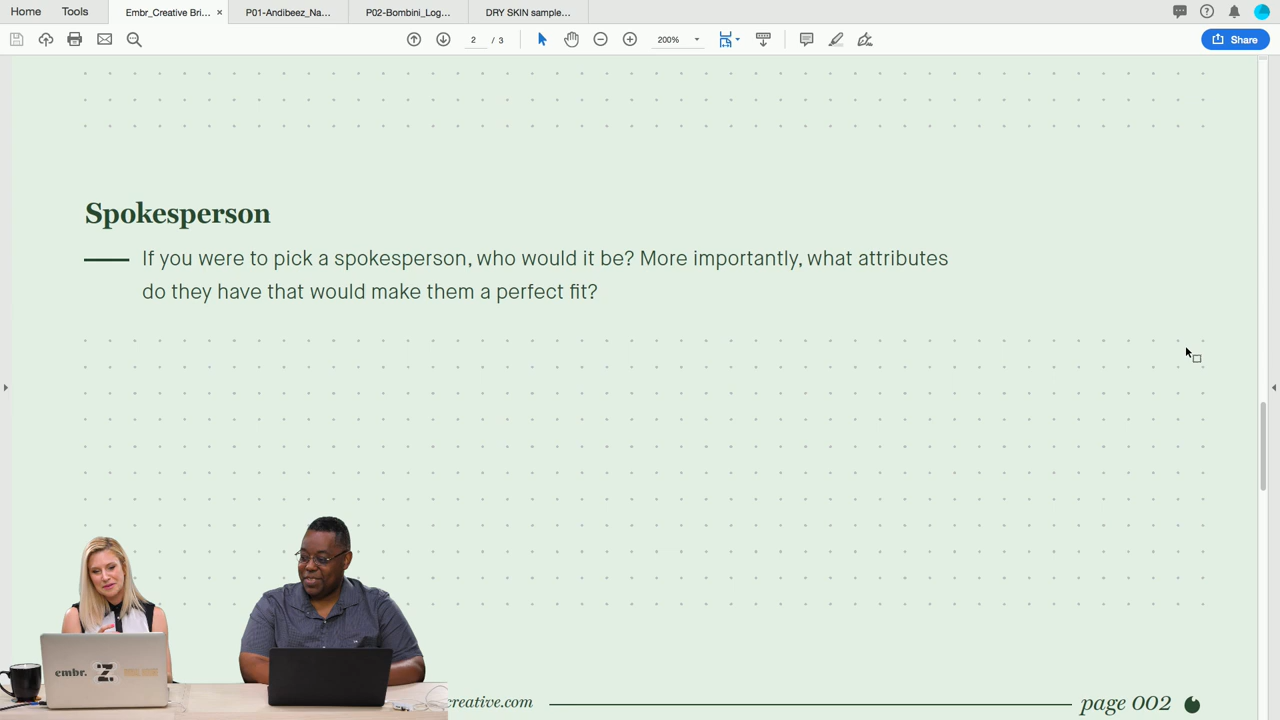 Home
Tools
Embr_Creative Bri...
P01-Andibeez_Na...
P02-Bombini_Log...
DRY SKIN sample...
2 / 3
200%
Share
Spokesperson
If you were to pick a spokesperson, who would it be? More importantly, what attributes
do they have that would make them a perfect fit?
embr.
Z
creative.com
page 002